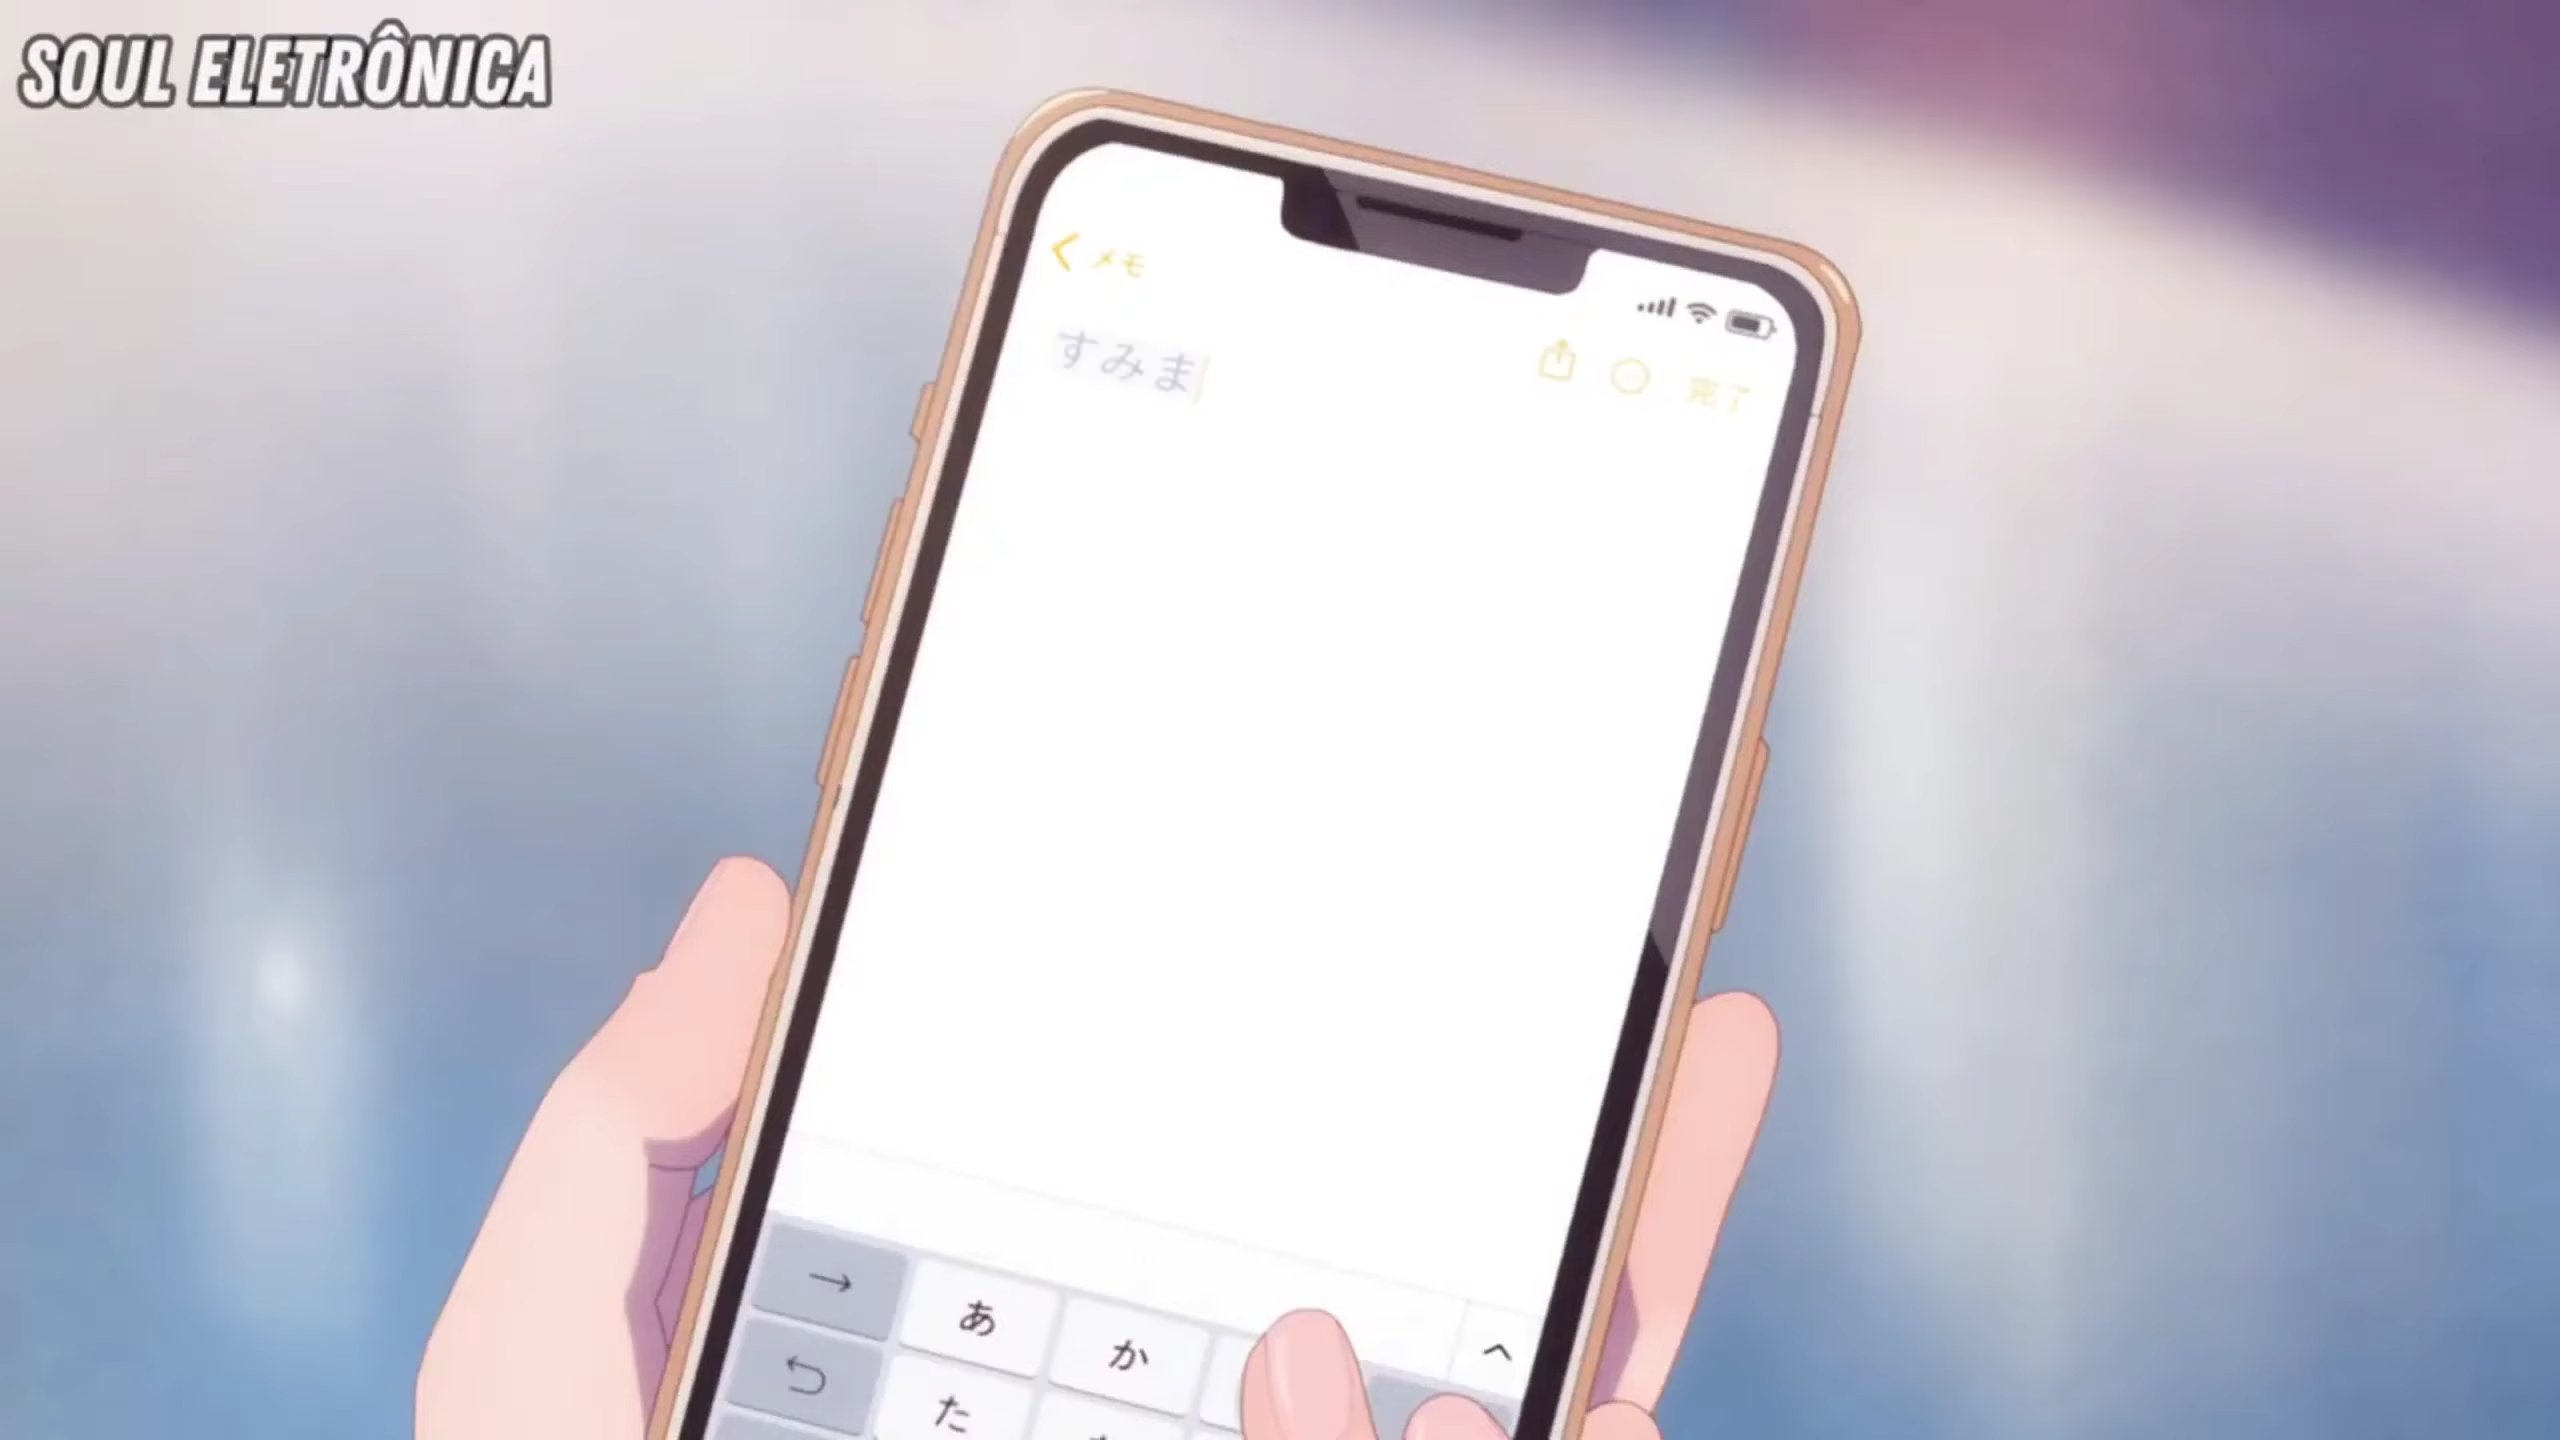 SOUL ELETRÔNICA
メモ
すみま
完了
→
あ
か
^
た